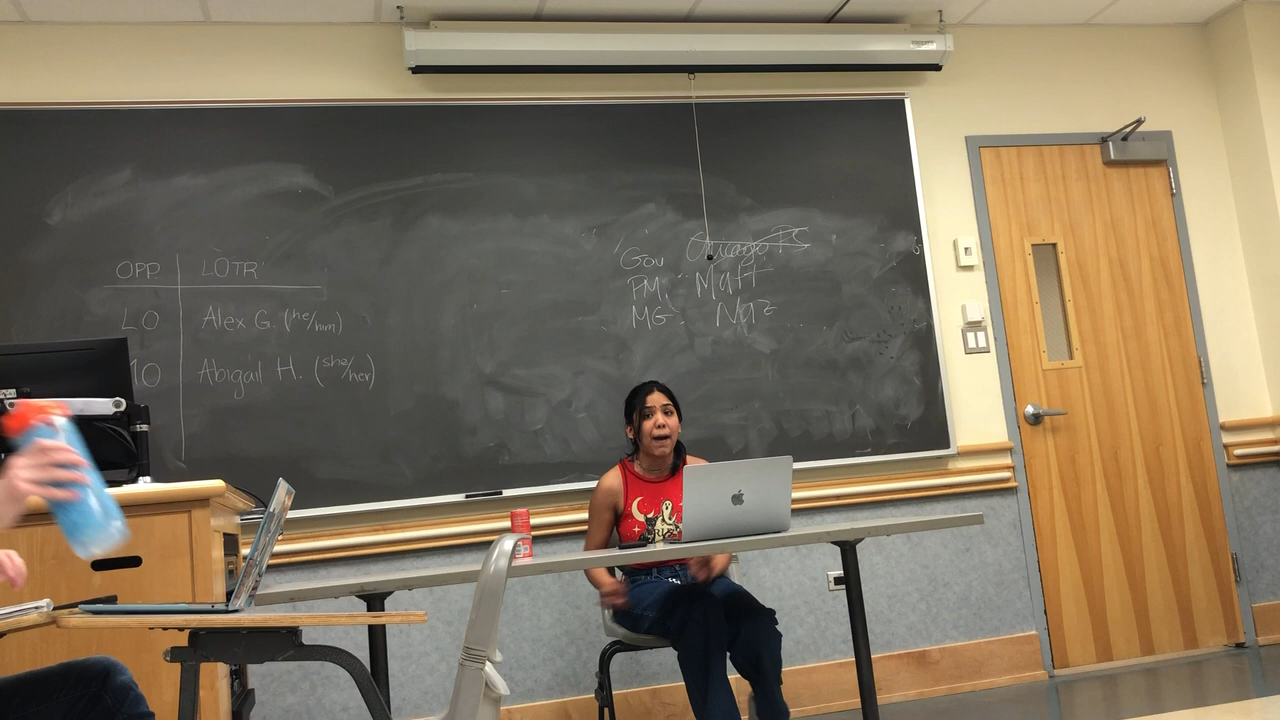 OPP LOTR
LO Alex G. (he/him)
MO Abigail H. (she/her)
Gov Chicago PS
PM: Matt
MG: Naz